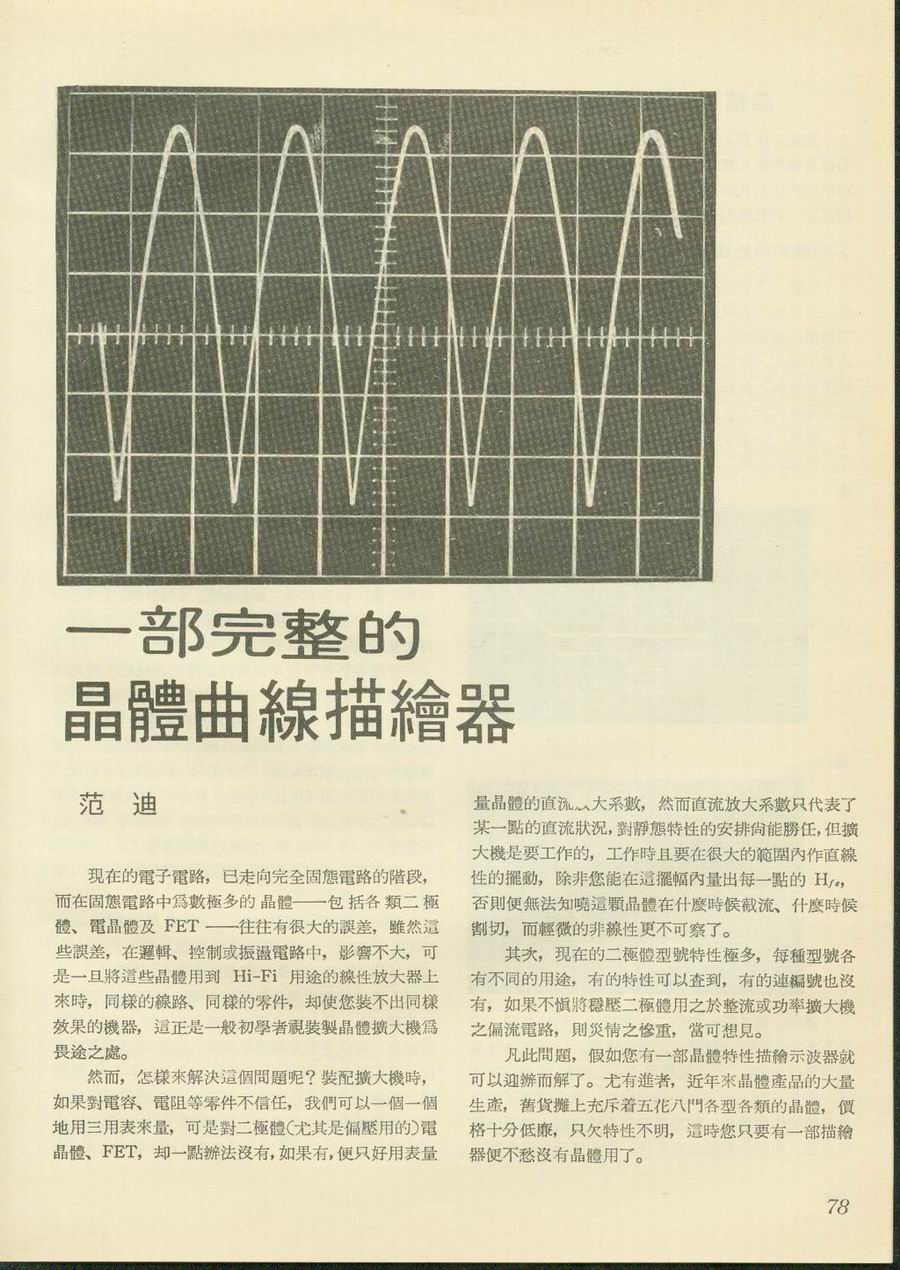 一部完整的
晶體曲線描繪器
范 迪
現在的電子電路，已走向完全固態電路的階段，
而在固態電路中爲數極多的晶體——包括各類二極
體、電晶體及 FET ——往往有很大的誤差，雖然這
些誤差，在邏輯、控制或振盪電路中，影響不大，可
是一旦將這些晶體用到 Hi-Fi 用途的線性放大器上
來時，同樣的線路、同樣的零件，却使您裝不出同樣
效果的機器，這正是一般初學者視裝製晶體擴大機爲
畏途之處。
然而，怎樣來解決這個問題呢？裝配擴大機時，
如果對電容、電阻等零件不信任，我們可以一個一個
地用三用表來量，可是對二極體(尤其是偏壓用的)電
晶體、FET，却一點辦法沒有，如果有，便只好用表量
量晶體的直流大系數，然而直流放大系數只代表了
某一點的直流狀況，對靜態特性的安排尙能勝任，但擴
大機是要工作的，工作時且要在很大的範圍內作直線
性的擺動，除非您能在這擺幅內量出每一點的 Hfe，
否則便無法知曉這顆晶體在什麼時候截流、什麼時候
割切，而輕微的非線性更不可察了。
其次，現在的二極體型號特性極多，每種型號各
有不同的用途，有的特性可以查到，有的連編號也沒
有，如果不愼將穩壓二極體用之於整流或功率擴大機
之偏流電路，則災情之慘重，當可想見。
凡此問題，假如您有一部晶體特性描繪示波器就
可以迎辦而解了。尤有進者，近年來晶體產品的大量
生產，舊貨攤上充斥着五花八門各型各類的晶體，價
格十分低廉，只欠特性不明，這時您只要有一部描繪
器便不愁沒有晶體用了。
78